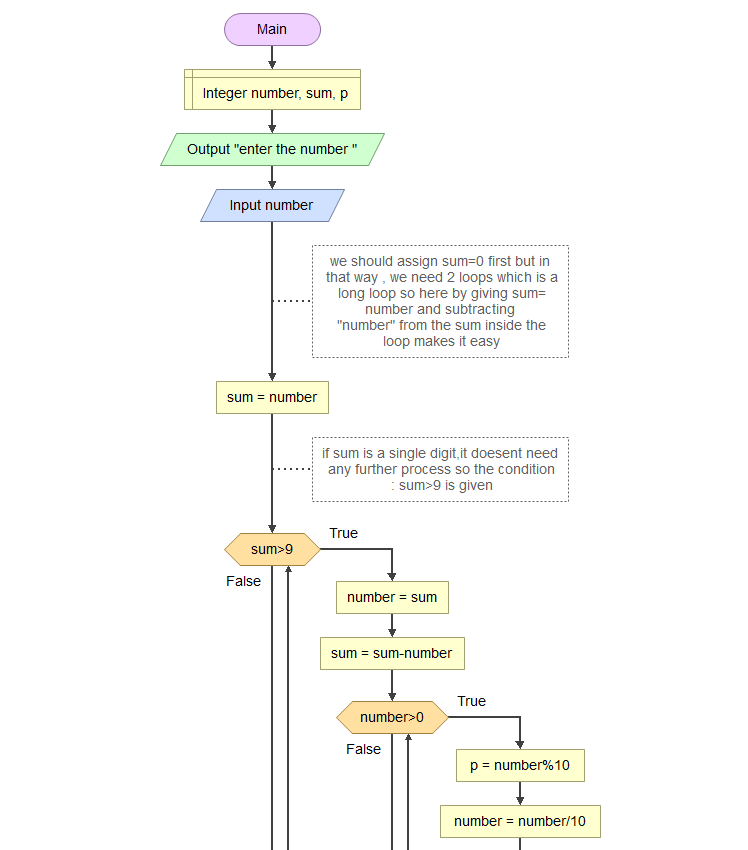 Main
Integer number, sum, p
Output "enter the number "
Input number
we should assign sum=0 first but in
that way , we need 2 loops which is a
long loop so here by giving sum=
number and subtracting
"number" from the sum inside the
loop makes it easy
sum = number
if sum is a single digit,it doesent need
any further process so the condition
: sum>9 is given
sum>9
True
False
number = sum
sum = sum-number
number>0
True
False
p = number%10
number = number/10